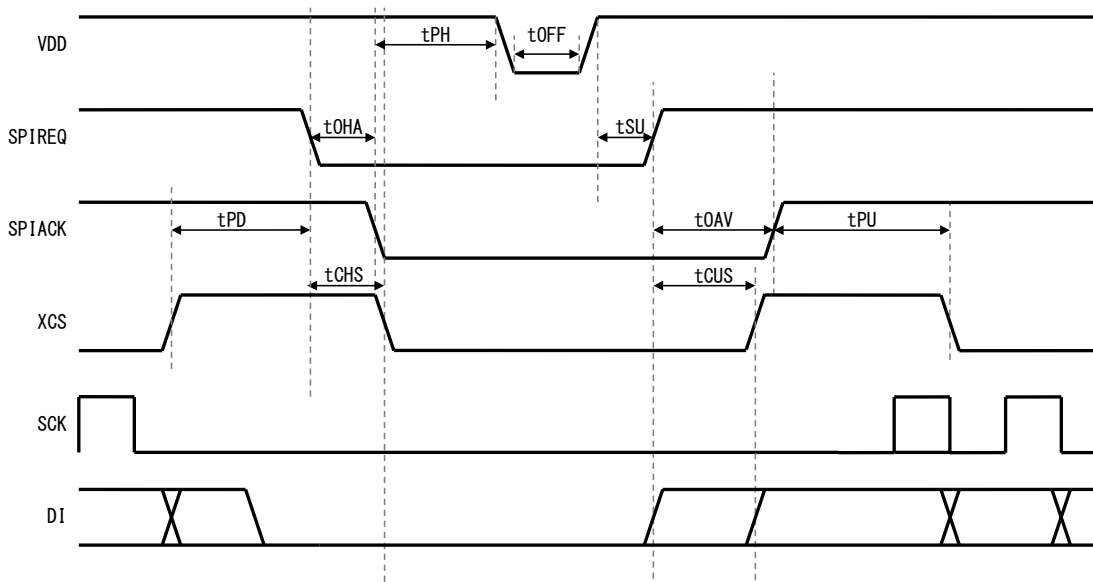 VDD
tPH
tOFF
SPIREQ
tOHA
tSU
SPIACK
tPD
tOAV
tPU
tCHS
tCUS
XCS
SCK
DI